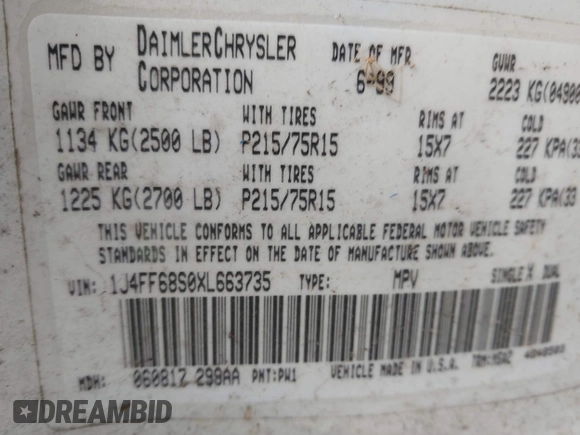 MFD BY DAIMLERCHRYSLER CORPORATION DATE OF MFR 6-99 GVWR 2223 KG(04900
GAWR FRONT WITH TIRES RIMS AT COLD
1134 KG(2500 LB) P215/75R15 15X7 227 KPA(33
GAWR REAR WITH TIRES RIMS AT COLD
1225 KG(2700 LB) P215/75R15 15X7 227 KPA(33
THIS VEHICLE CONFORMS TO ALL APPLICABLE FEDERAL MOTOR VEHICLE SAFETY
STANDARDS IN EFFECT ON THE DATE OF MANUFACTURE SHOWN ABOVE.
VIN: 1J4FF68S0XL663735 TYPE: MPV SINGLE X DUAL
MDH: 060817 298AA PNT:PW1 VEHICLE MADE IN U.S.A.
DREAMBID